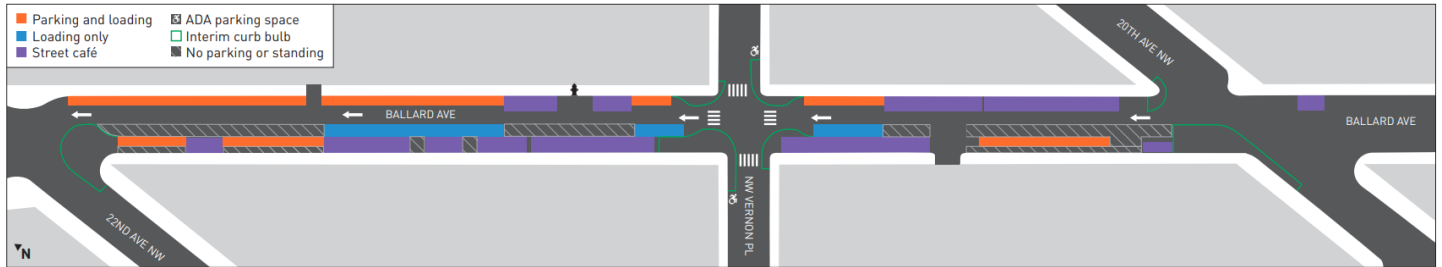 Parking and loading
Loading only
Street café
ADA parking space
Interim curb bulb
No parking or standing
20TH AVE NW
BALLARD AVE
BALLARD AVE
NW VERNON PL
22ND AVE NW
N